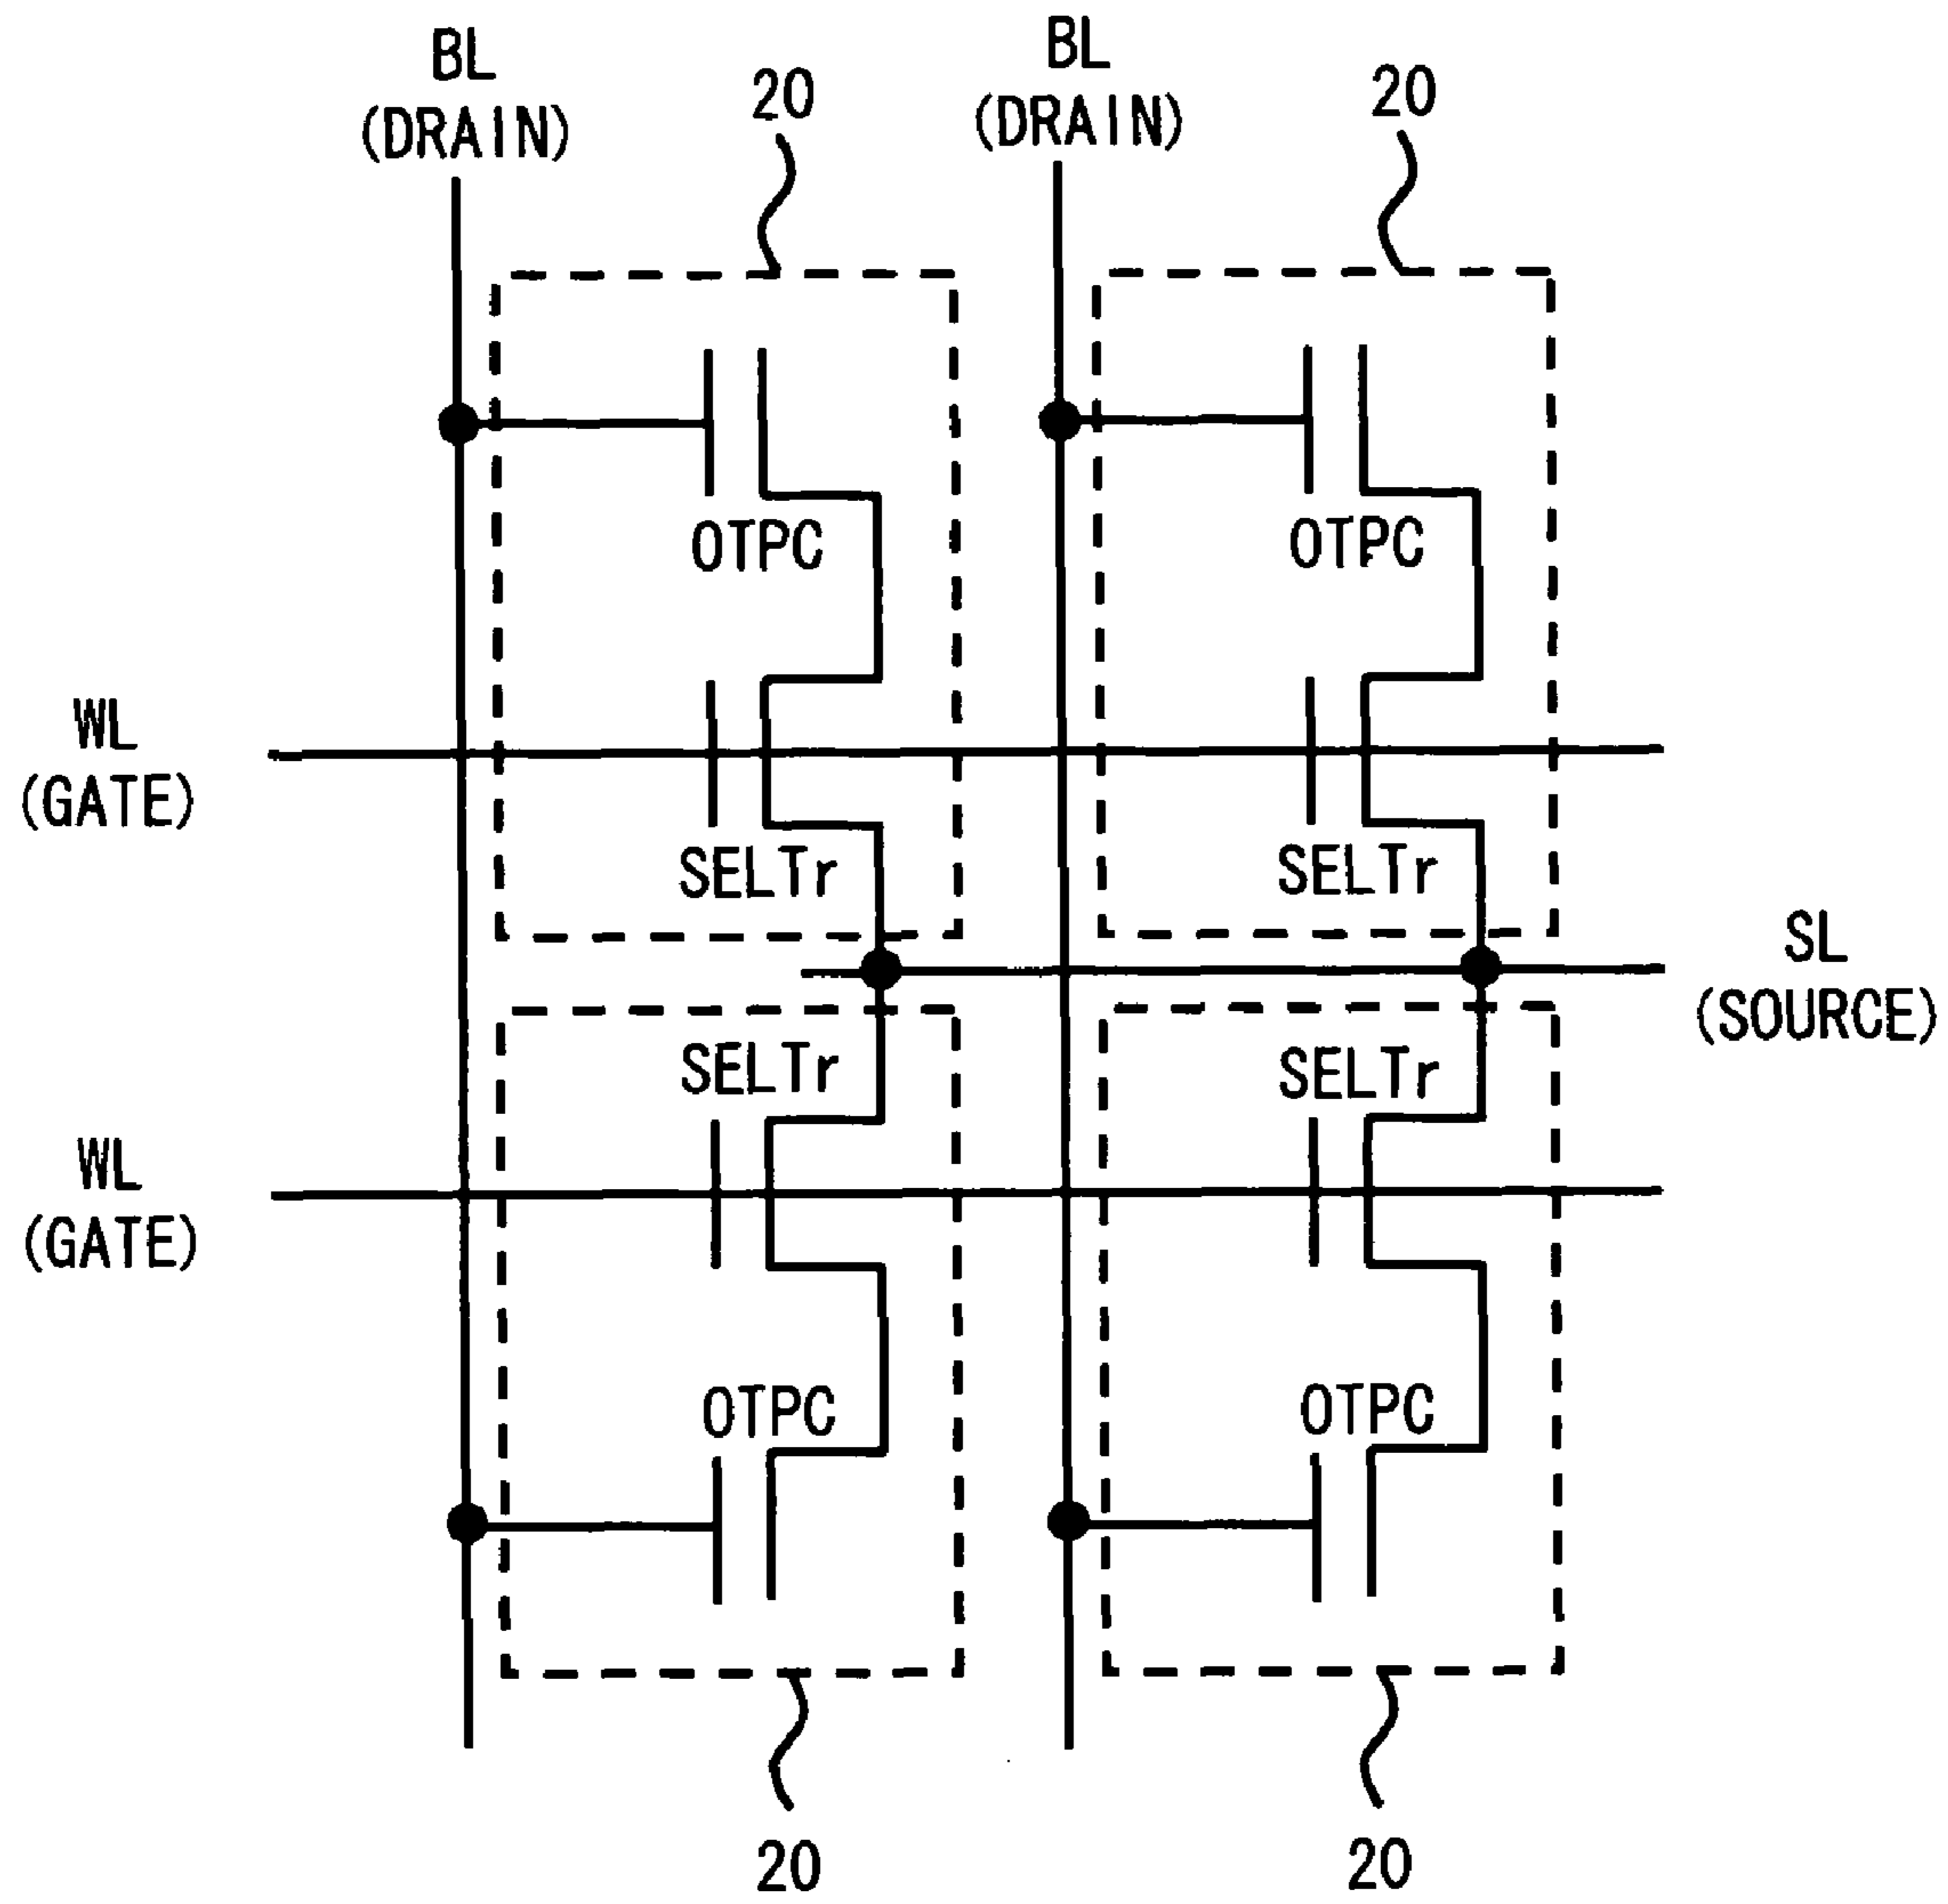 BL
(DRAIN)
20
BL
(DRAIN)
20
OTPC
OTPC
WL
(GATE)
SELTr
SELTr
SL
(SOURCE)
SELTr
SELTr
WL
(GATE)
OTPC
OTPC
20
20